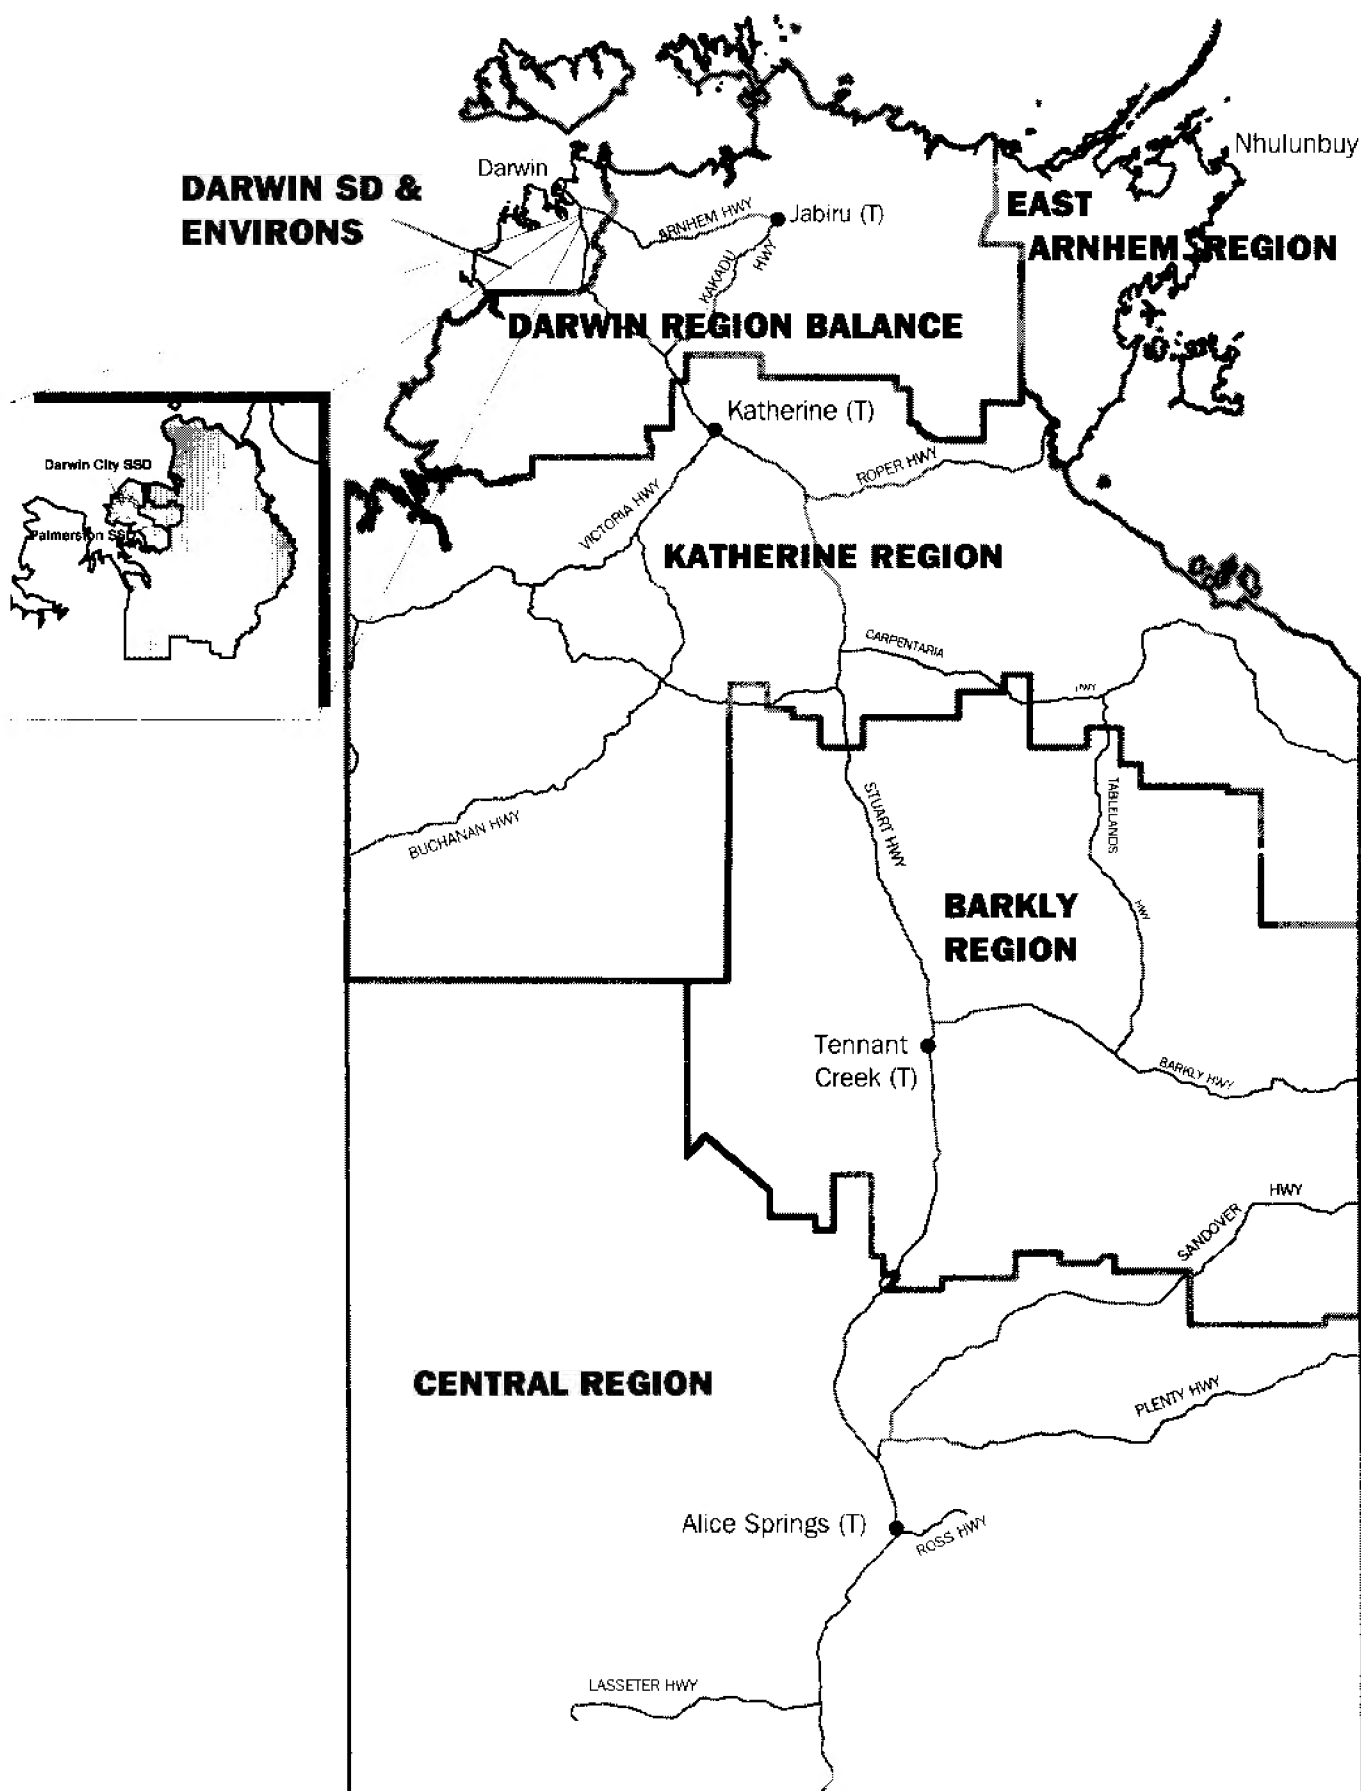 Nhulunbuy
Darwin
DARWIN SD &
ENVIRONS
EAST
ARNHEM REGION
ARNHEM HWY
Jabiru (T)
KAKADU
HWY
DARWIN REGION BALANCE
Katherine (T)
Darwin City SSD
Palmerston SSD
ROPER HWY
VICTORIA HWY
KATHERINE REGION
CARPENTARIA
HWY
BUCHANAN HWY
STUART HWY
TABLELANDS
HWY
BARKLY
REGION
Tennant
Creek (T)
BARKLY HWY
SANDOVER
HWY
CENTRAL REGION
PLENTY HWY
Alice Springs (T)
ROSS HWY
LASSETER HWY